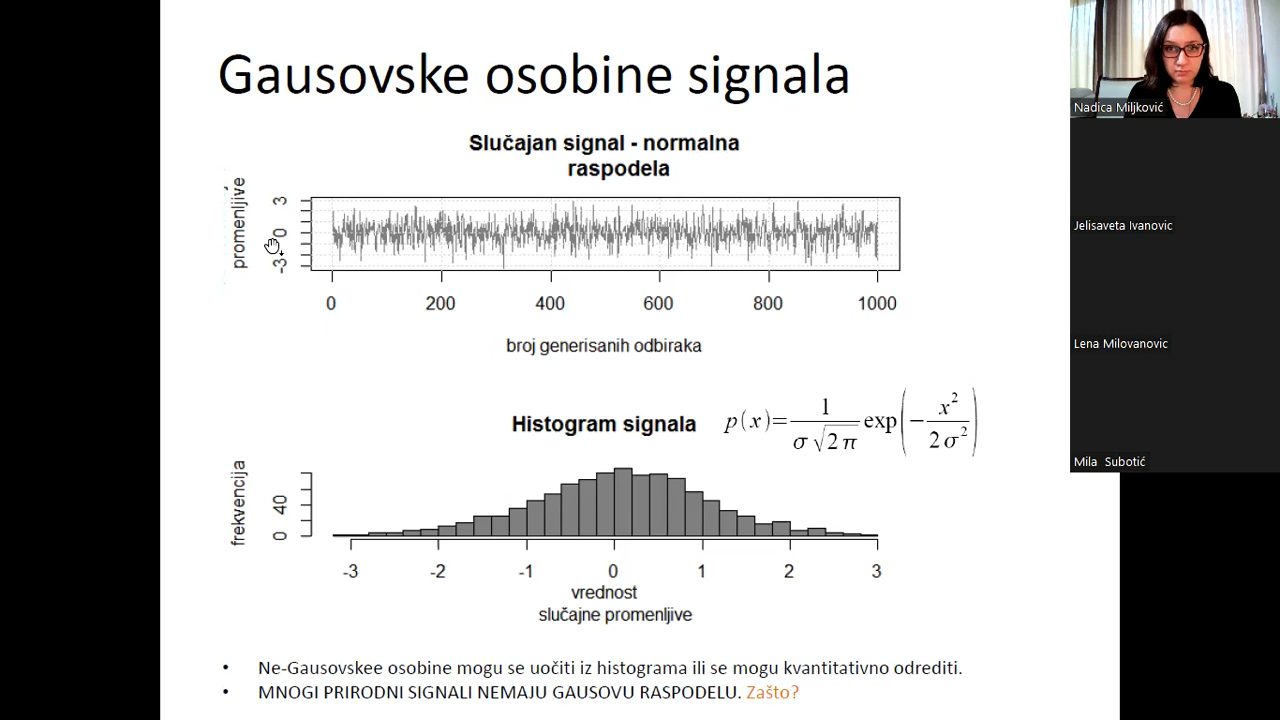 Gausovske osobine signala
Slučajan signal - normalna
raspodela
promenljive
3
0
-3
0 200 400 600 800 1000
broj generisanih odbiraka
Histogram signala
p(x)=1/(σ√(2π)) exp(−x²/(2σ²))
frekvencija
40
0
-3 -2 -1 0 1 2 3
vrednost
slučajne promenljive
• Ne-Gausovskee osobine mogu se uočiti iz histograma ili se mogu kvantitativno odrediti.
• MNOGI PRIRODNI SIGNALI NEMAJU GAUSOVU RASPODELU. Zašto?
Nadica Miljković
Jelisaveta Ivanovic
Lena Milovanovic
Mila Subotić